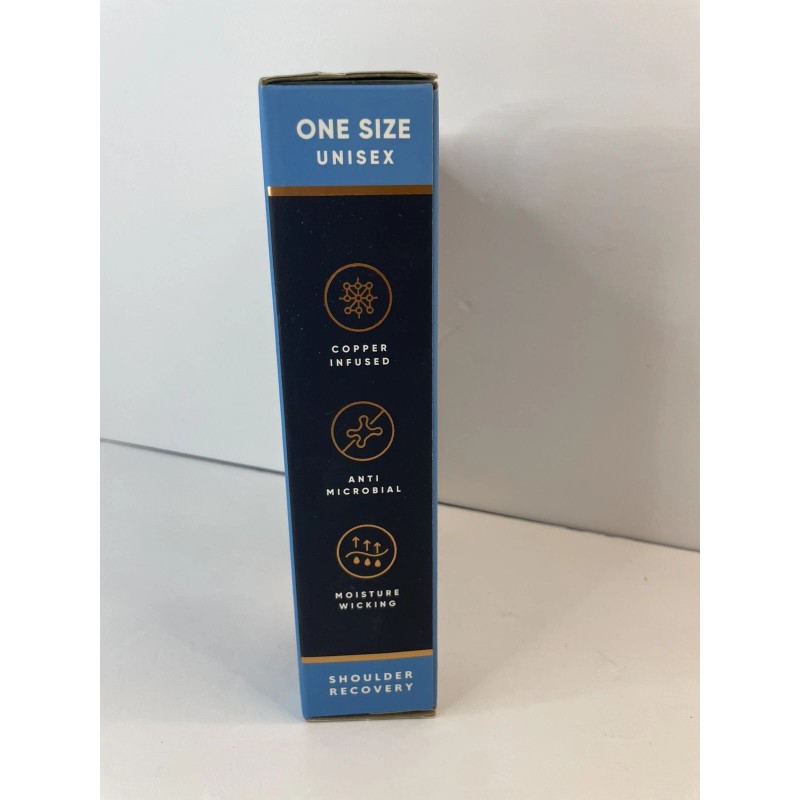 ONE SIZE
UNISEX
COPPER
INFUSED
ANTI
MICROBIAL
MOISTURE
WICKING
SHOULDER
RECOVERY